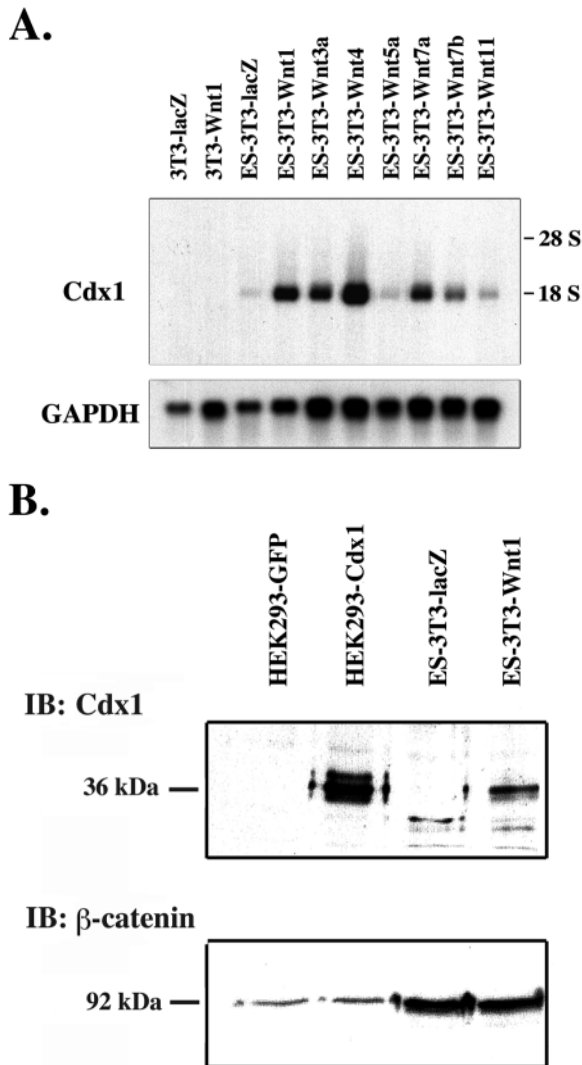 A.
3T3-lacZ
3T3-Wnt1
ES-3T3-lacZ
ES-3T3-Wnt1
ES-3T3-Wnt3a
ES-3T3-Wnt4
ES-3T3-Wnt5a
ES-3T3-Wnt7a
ES-3T3-Wnt7b
ES-3T3-Wnt11
28 S
Cdx1
18 S
GAPDH
B.
HEK293-GFP
HEK293-Cdx1
ES-3T3-lacZ
ES-3T3-Wnt1
IB: Cdx1
36 kDa
IB: β-catenin
92 kDa